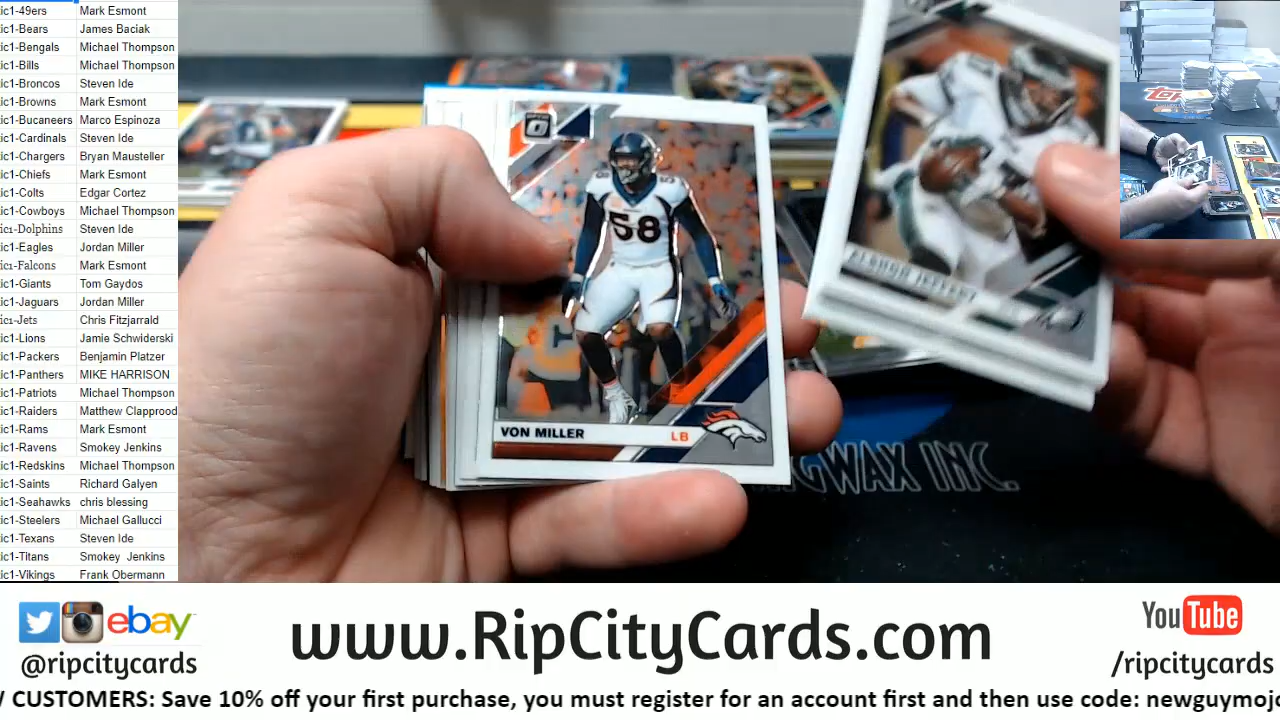 ic1-49ers Mark Esmont
ic1-Bears James Baciak
ic1-Bengals Michael Thompson
ic1-Bills Michael Thompson
ic1-Broncos Steven Ide
ic1-Browns Mark Esmont
ic1-Bucaneers Marco Espinoza
ic1-Cardinals Steven Ide
ic1-Chargers Bryan Mausteller
ic1-Chiefs Mark Esmont
ic1-Colts Edgar Cortez
ic1-Cowboys Michael Thompson
ic1-Dolphins Steven Ide
ic1-Eagles Jordan Miller
ic1-Falcons Mark Esmont
ic1-Giants Tom Gaydos
ic1-Jaguars Jordan Miller
ic1-Jets Chris Fitzjarrald
ic1-Lions Jamie Schwiderski
ic1-Packers Benjamin Platzer
ic1-Panthers MIKE HARRISON
ic1-Patriots Michael Thompson
ic1-Raiders Matthew Clapprood
ic1-Rams Mark Esmont
ic1-Ravens Smokey Jenkins
ic1-Redskins Michael Thompson
ic1-Saints Richard Galyen
ic1-Seahawks chris blessing
ic1-Steelers Michael Gallucci
ic1-Texans Steven Ide
ic1-Titans Smokey Jenkins
ic1-Vikings Frank Obermann
OPTIC
58
58
VON MILLER LB
ALSHON JEFFERY
GWAX INC.
TOPPS
ebay
@ripcitycards
www.RipCityCards.com
YouTube
/ripcitycards
CUSTOMERS: Save 10% off your first purchase, you must register for an account first and then use code: newguymojo